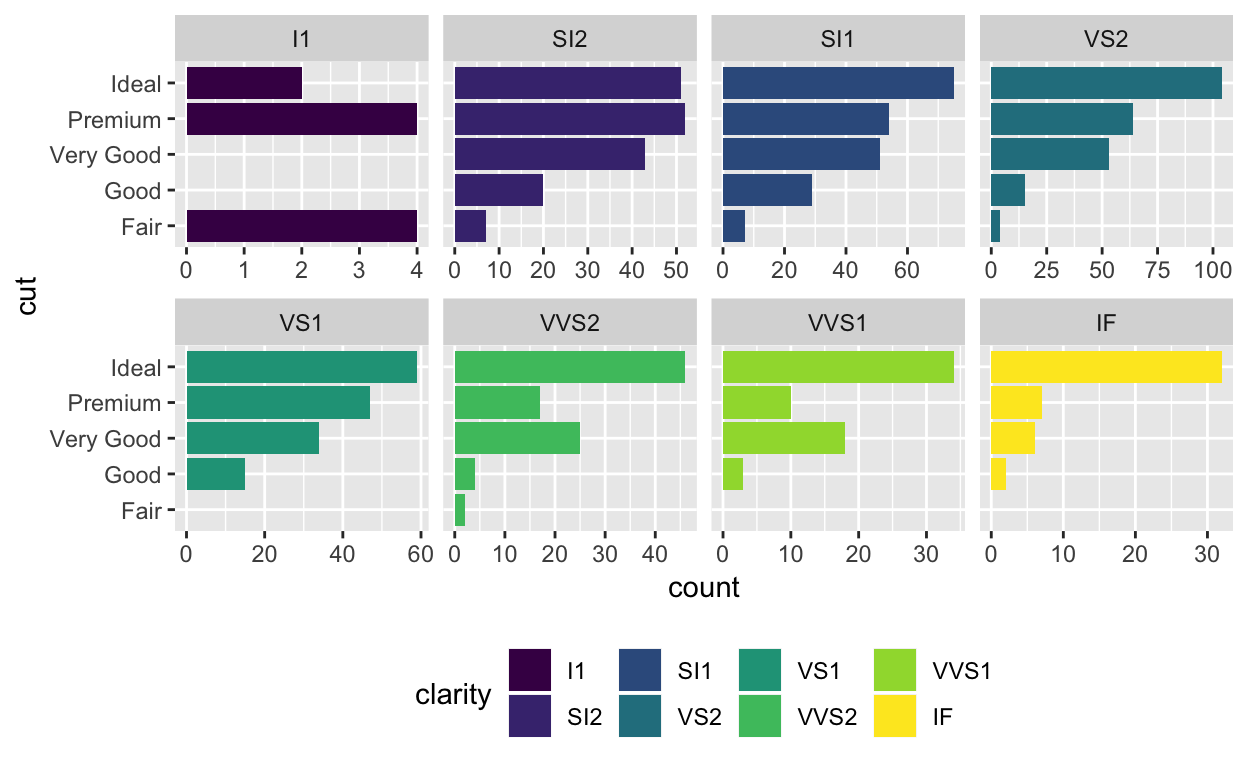 I1 SI2 SI1 VS2
Ideal
Premium
Very Good
Good
Fair
0 1 2 3 4 0 10 20 30 40 50 0 20 40 60 0 25 50 75 100
cut
VS1 VVS2 VVS1 IF
Ideal
Premium
Very Good
Good
Fair
0 20 40 60 0 10 20 30 40 0 10 20 30 0 10 20 30
count
clarity
I1 SI1 VS1 VVS1
SI2 VS2 VVS2 IF